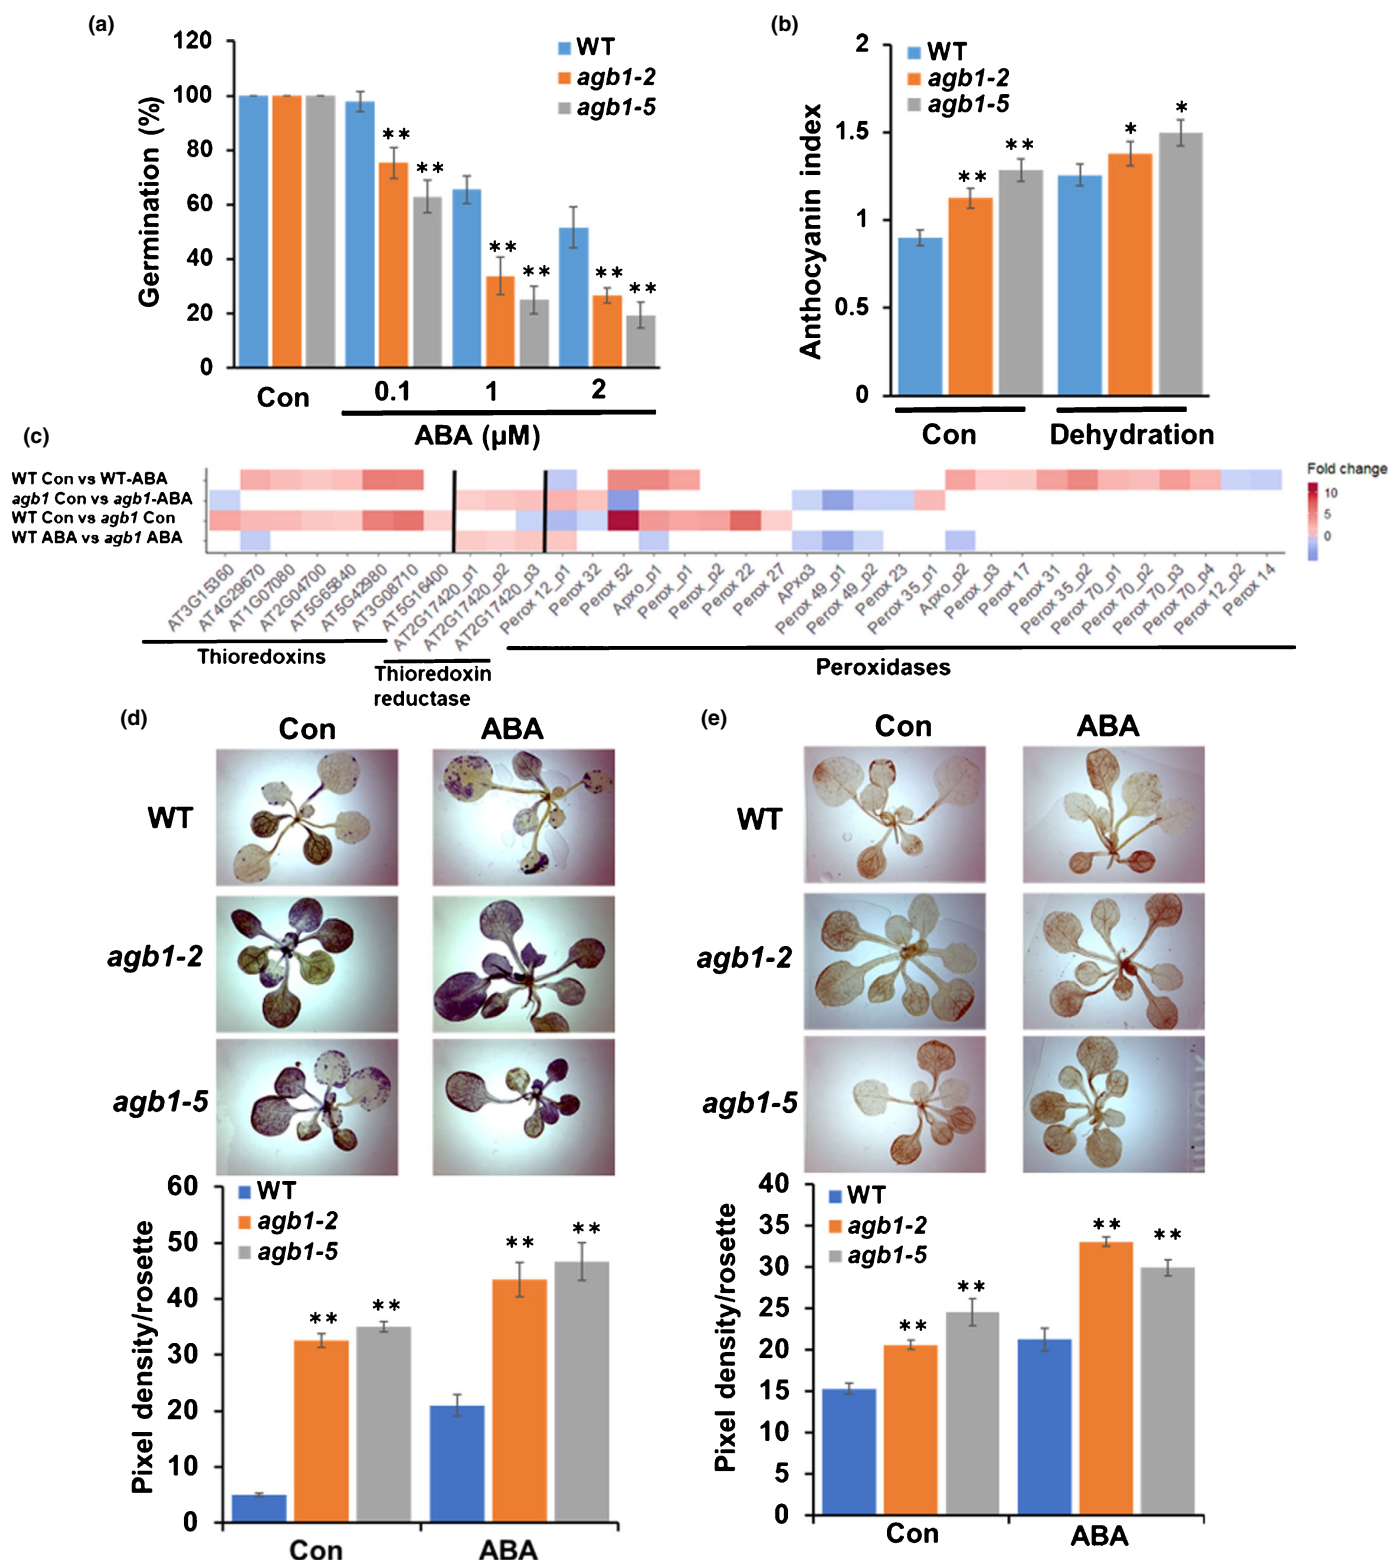 (a)
120
100
80
60
40
20
0
Germination (%)
WT
agb1-2
agb1-5
**
**
**
**
**
**
Con
0.1
1
2
ABA (µM)
(b)
2
1.5
1
0.5
0
Anthocyanin index
WT
agb1-2
agb1-5
**
**
*
*
Con
Dehydration
(c)
WT Con vs WT-ABA
agb1 Con vs agb1-ABA
WT Con vs agb1 Con
WT ABA vs agb1 ABA
Fold change
10
5
0
AT3G15360
AT4G29670
AT1G07080
AT2G04700
AT5G65840
AT5G42980
AT3G08710
AT5G16400
AT2G17420_p1
AT2G17420_p2
AT2G17420_p3
Perox 12_p1
Perox 32
Perox 52
Apxo_p1
Perox_p1
Perox_p2
Perox 22
Perox 27
APxo3
Perox 49_p1
Perox 49_p2
Perox 23
Perox 35_p1
Apxo_p2
Perox_p3
Perox 17
Perox 31
Perox 35_p2
Perox 70_p1
Perox 70_p2
Perox 70_p3
Perox 70_p4
Perox 12_p2
Perox 14
Thioredoxins
Thioredoxin
reductase
Peroxidases
(d)
Con
ABA
WT
agb1-2
agb1-5
60
50
40
30
20
10
0
Pixel density/rosette
WT
agb1-2
agb1-5
**
**
**
**
Con
ABA
(e)
Con
ABA
WT
agb1-2
agb1-5
40
35
30
25
20
15
10
5
0
Pixel density/rosette
WT
agb1-2
agb1-5
**
**
**
**
Con
ABA